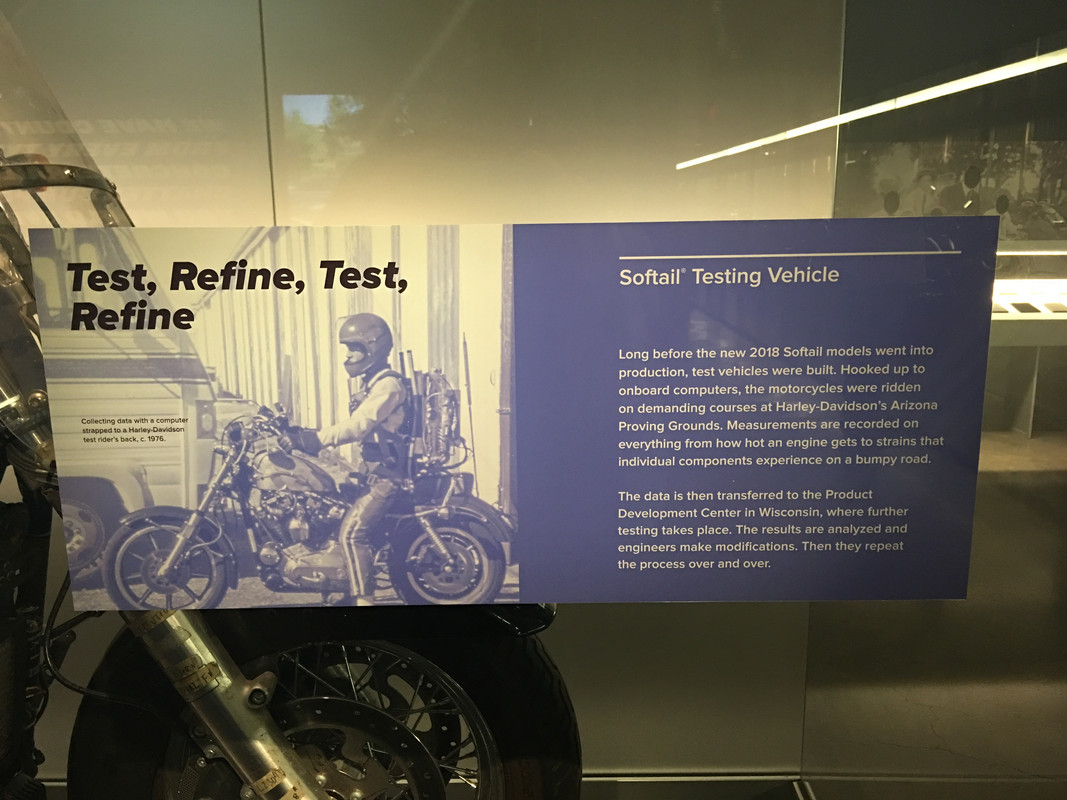 Test, Refine, Test,
Refine
Collecting data with a computer
strapped to a Harley-Davidson
test rider's back, c. 1976.
Softail® Testing Vehicle
Long before the new 2018 Softail models went into
production, test vehicles were built. Hooked up to
onboard computers, the motorcycles were ridden
on demanding courses at Harley-Davidson's Arizona
Proving Grounds. Measurements are recorded on
everything from how hot an engine gets to strains that
individual components experience on a bumpy road.
The data is then transferred to the Product
Development Center in Wisconsin, where further
testing takes place. The results are analyzed and
engineers make modifications. Then they repeat
the process over and over.